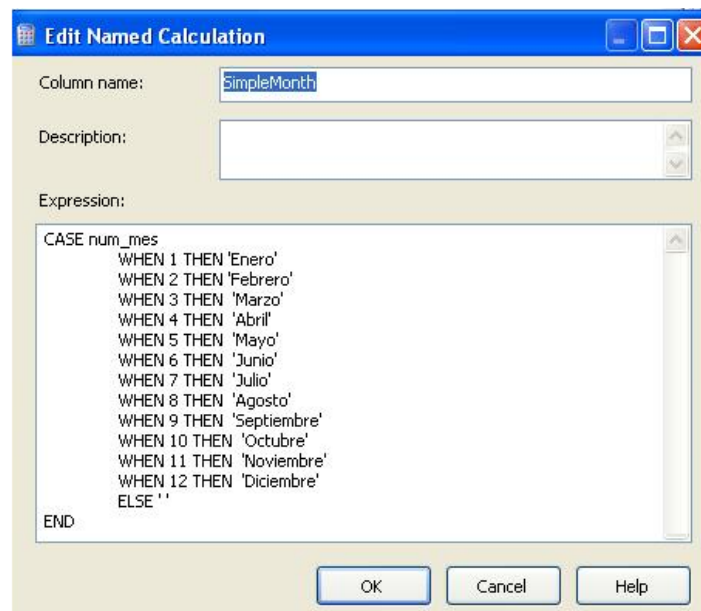 Edit Named Calculation
Column name:
SimpleMonth
Description:
Expression:
CASE num_mes
WHEN 1 THEN 'Enero'
WHEN 2 THEN 'Febrero'
WHEN 3 THEN 'Marzo'
WHEN 4 THEN 'Abril'
WHEN 5 THEN 'Mayo'
WHEN 6 THEN 'Junio'
WHEN 7 THEN 'Julio'
WHEN 8 THEN 'Agosto'
WHEN 9 THEN 'Septiembre'
WHEN 10 THEN 'Octubre'
WHEN 11 THEN 'Noviembre'
WHEN 12 THEN 'Diciembre'
ELSE ' '
END
OK Cancel Help